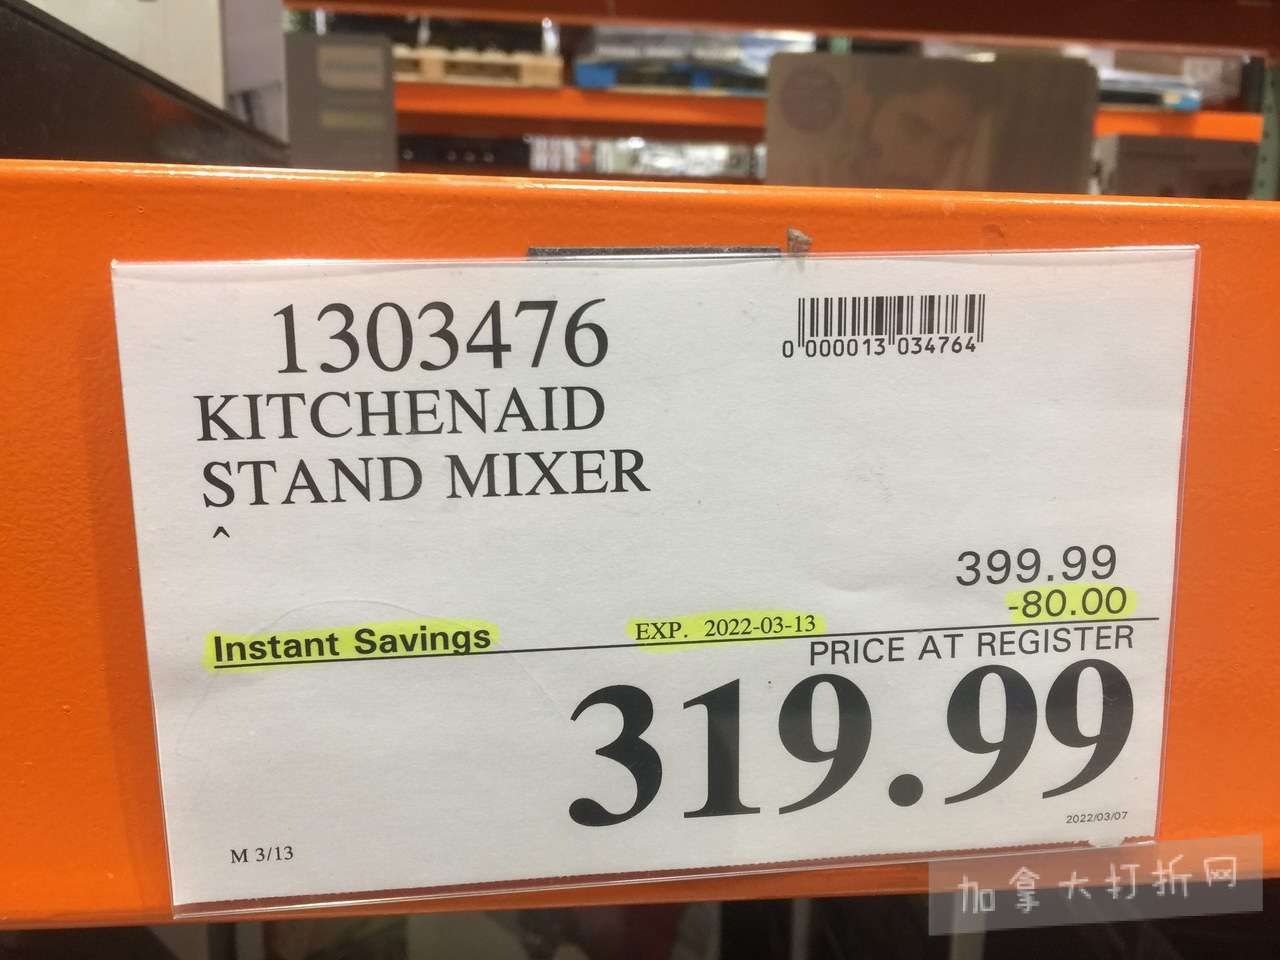 1303476
0 000013 034764
KITCHENAID
STAND MIXER
^
399.99
-80.00
Instant Savings
EXP. 2022-03-13
PRICE AT REGISTER
319.99
2022/03/07
M 3/13
加拿大打折网